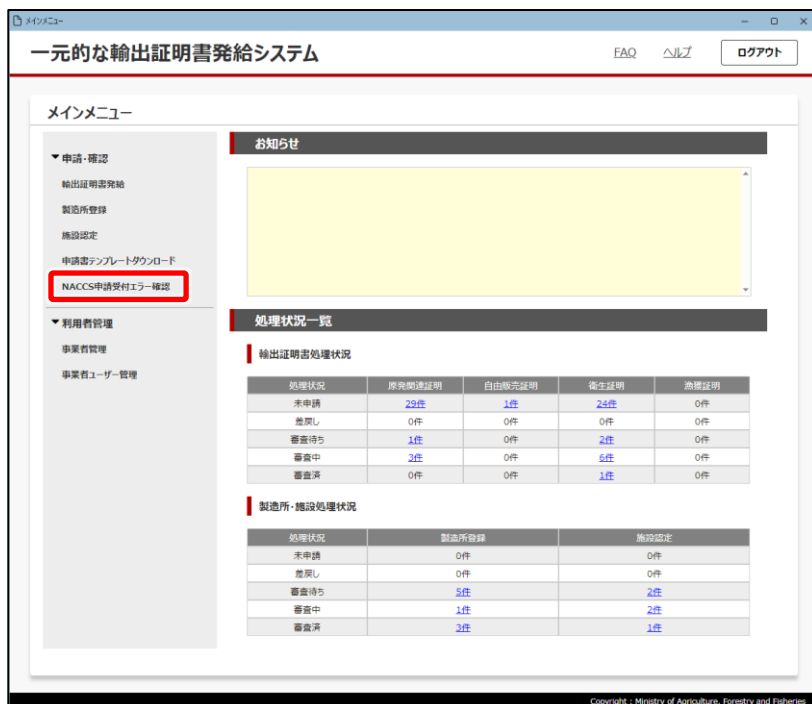 メインメニュー
一元的な輸出証明書発給システム
FAQ ヘルプ ログアウト
メインメニュー
▼申請・確認
輸出証明書発給
製造所登録
施設認定
申請書テンプレートダウンロード
NACCS申請受付エラー確認
▼利用者管理
事業者管理
事業者ユーザー管理
お知らせ
処理状況一覧
輸出証明書処理状況
処理状況 原発関連証明 自由販売証明 衛生証明 漁獲証明
未申請 29件 1件 24件 0件
差戻し 0件 0件 0件 0件
審査待ち 1件 0件 2件 0件
審査中 3件 0件 6件 0件
審査済 0件 0件 1件 0件
製造所・施設処理状況
処理状況 製造所登録 施設認定
未申請 0件 0件
差戻し 0件 0件
審査待ち 5件 2件
審査中 1件 2件
審査済 3件 1件
Copyright : Ministry of Agriculture, Forestry and Fisheries